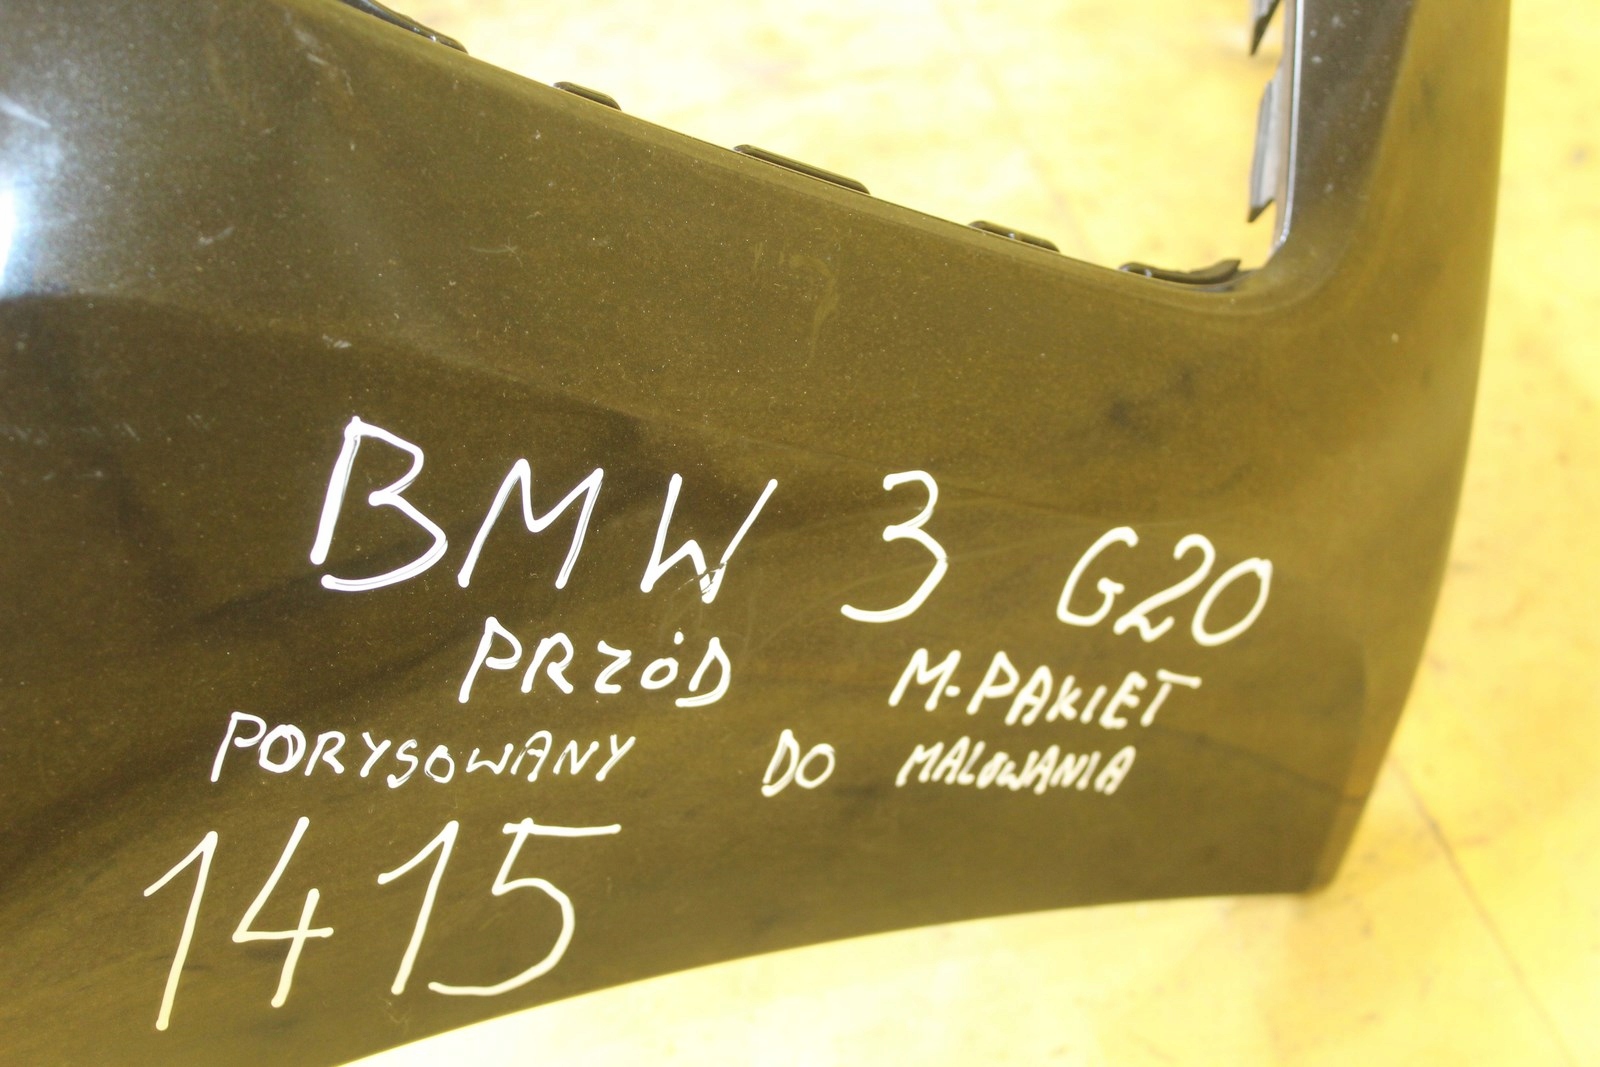 BMW 3 G20
PRZÓD M-PAKIET
PORYSOWANY DO MALOWANIA
1415